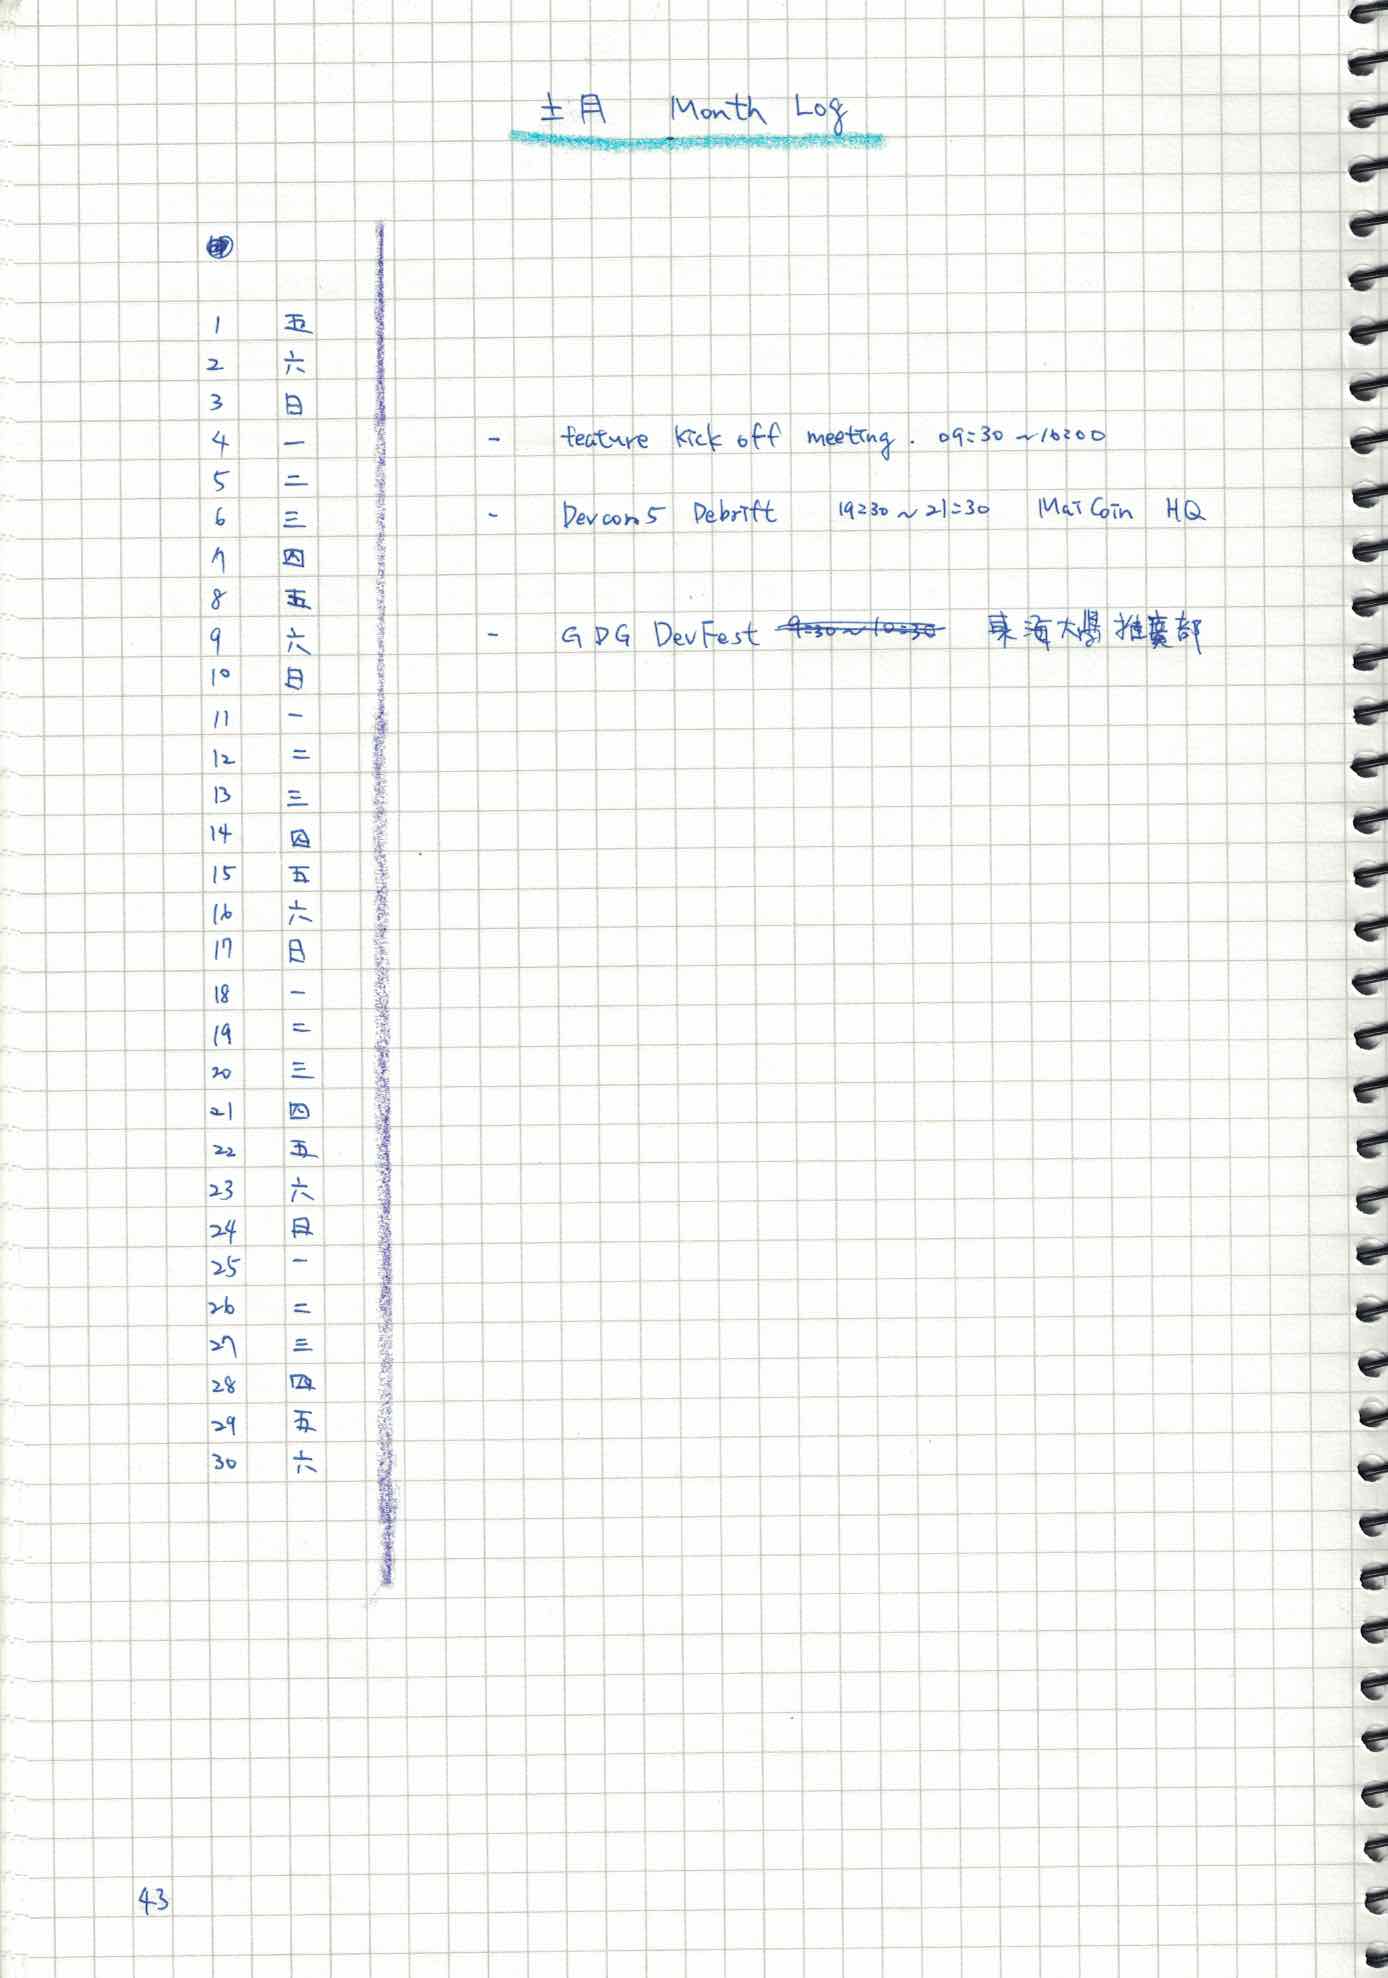 十一月 Month Log
1 五
2 六
3 日
4 一 - feature kick off meeting. 09:30 ~ 10:00
5 二
6 三 - Devcon5 Debrift 19:30 ~ 21:30 MaiCoin HQ
7 四
8 五
9 六 - GDG DevFest 9:30 ~ 10:30 東海大學推廣部
10 日
11 一
12 二
13 三
14 四
15 五
16 六
17 日
18 一
19 二
20 三
21 四
22 五
23 六
24 日
25 一
26 二
27 三
28 四
29 五
30 六
43